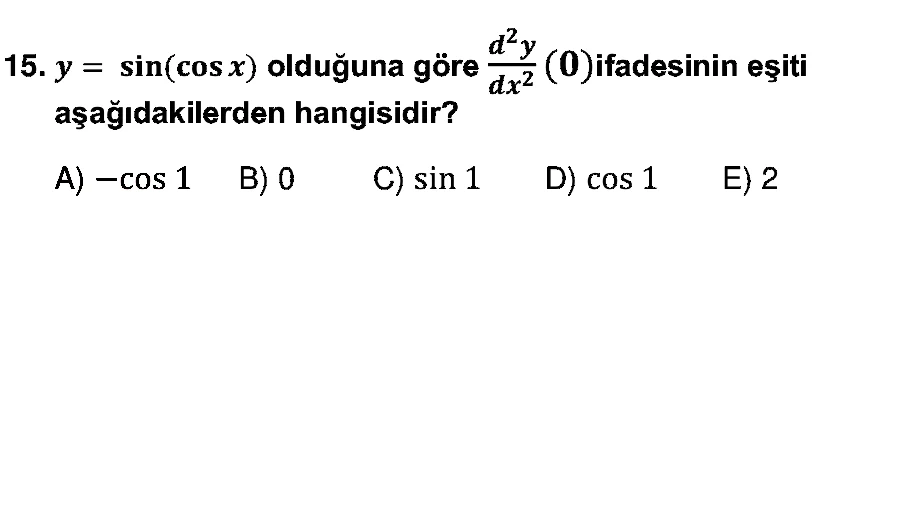 15. y = sin(cos x) olduğuna göre d²y/dx² (0)ifadesinin eşiti
aşağıdakilerden hangisidir?
A) −cos 1 B) 0 C) sin 1 D) cos 1 E) 2